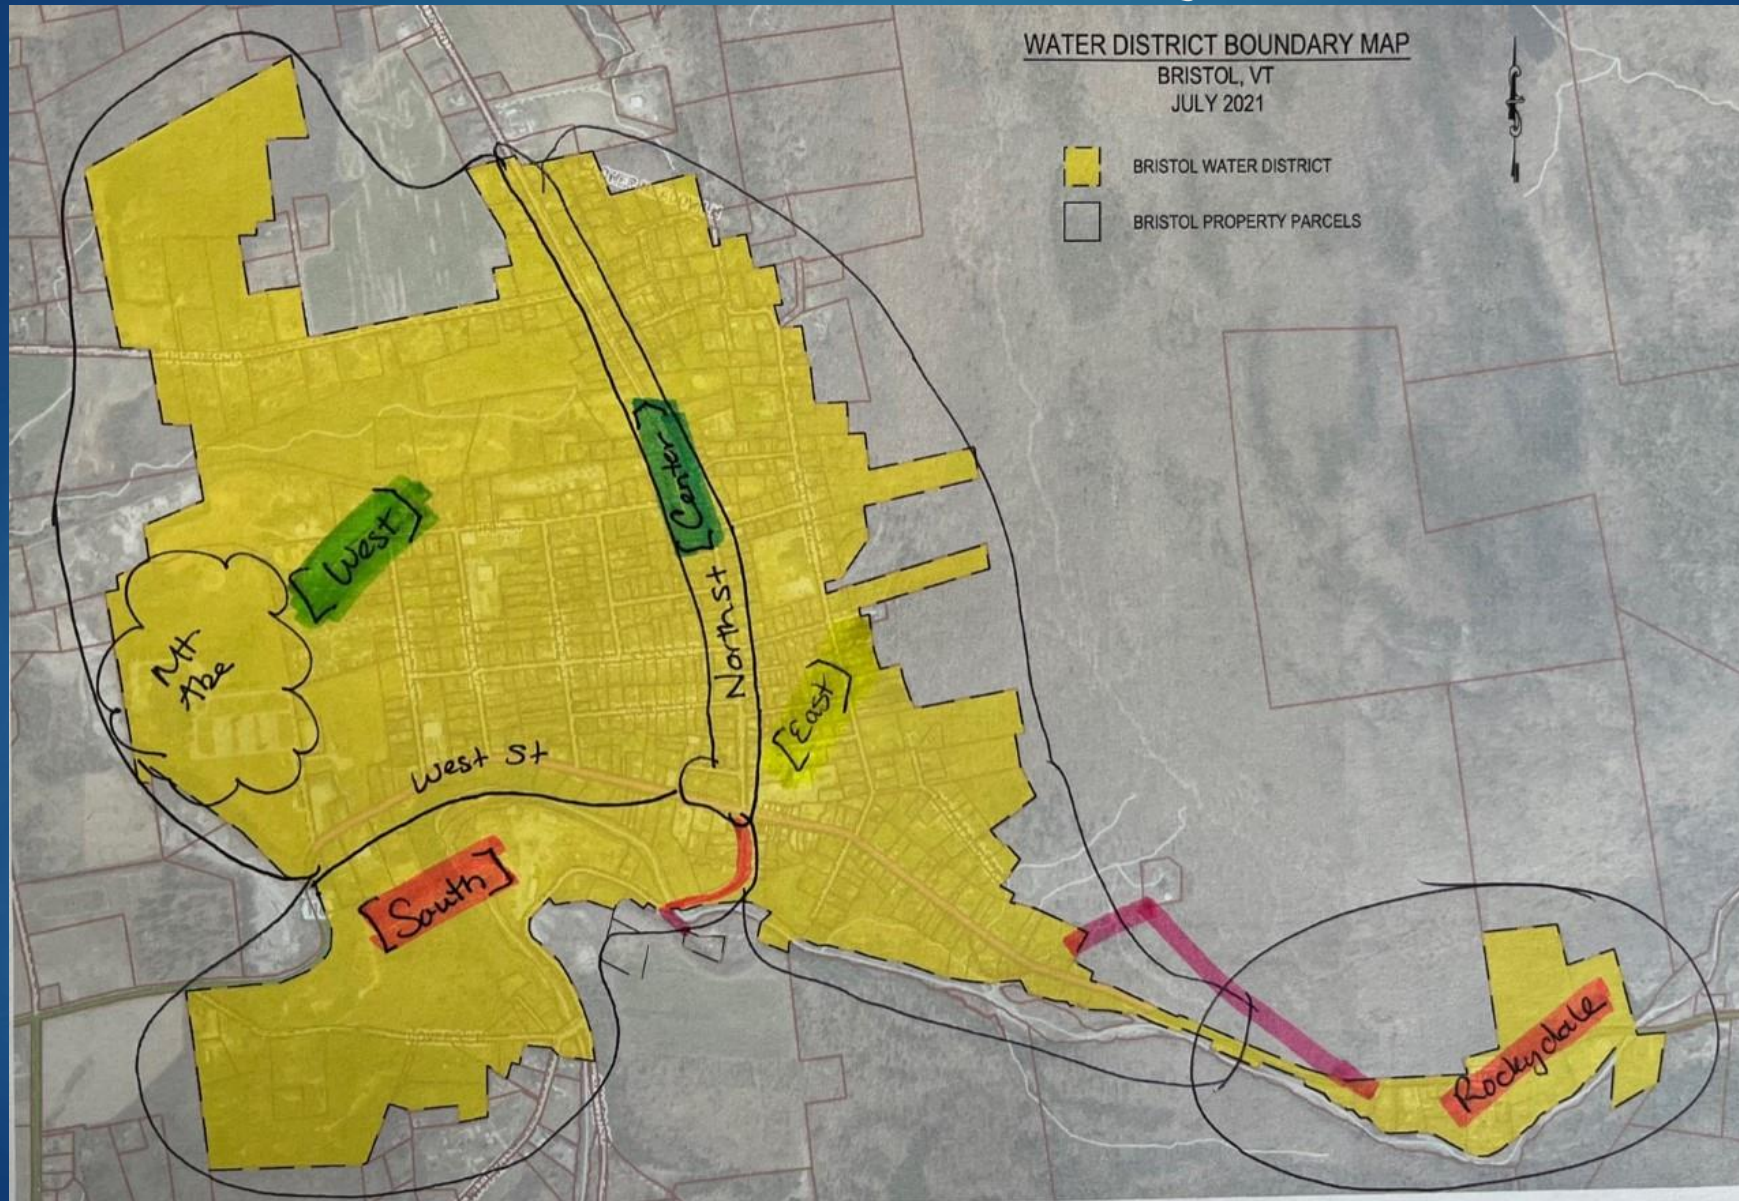 WATER DISTRICT BOUNDARY MAP
BRISTOL, VT
JULY 2021
BRISTOL WATER DISTRICT
BRISTOL PROPERTY PARCELS
[Center]
[West]
North St
Mt
Abe
[East]
West St
[South]
Rockydale